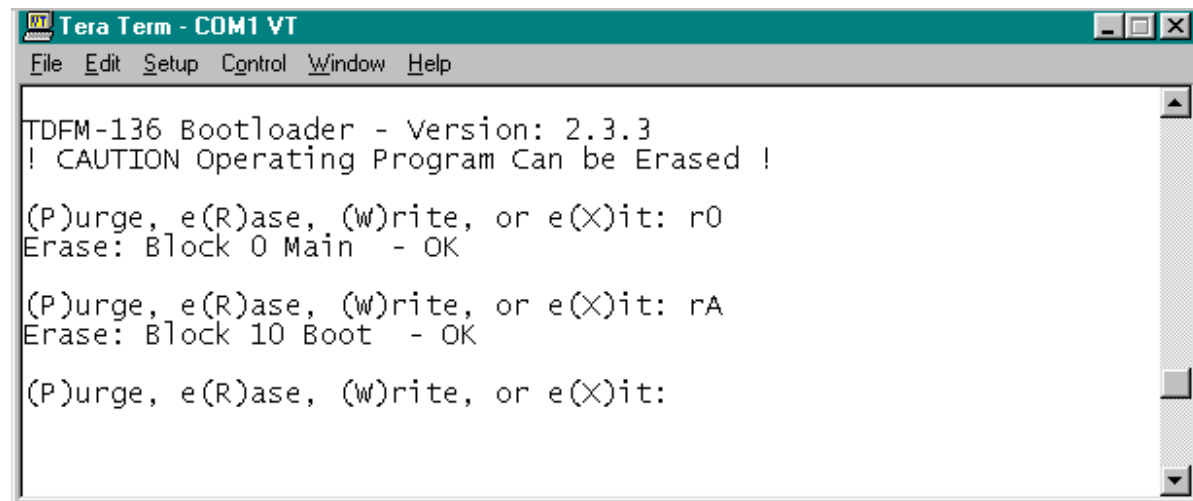 Tera Term - COM1 VT
File Edit Setup Control Window Help
TDFM-136 Bootloader - Version: 2.3.3
! CAUTION Operating Program Can be Erased !
(P)urge, e(R)ase, (W)rite, or e(X)it: r0
Erase: Block 0 Main - OK
(P)urge, e(R)ase, (W)rite, or e(X)it: rA
Erase: Block 10 Boot - OK
(P)urge, e(R)ase, (W)rite, or e(X)it: